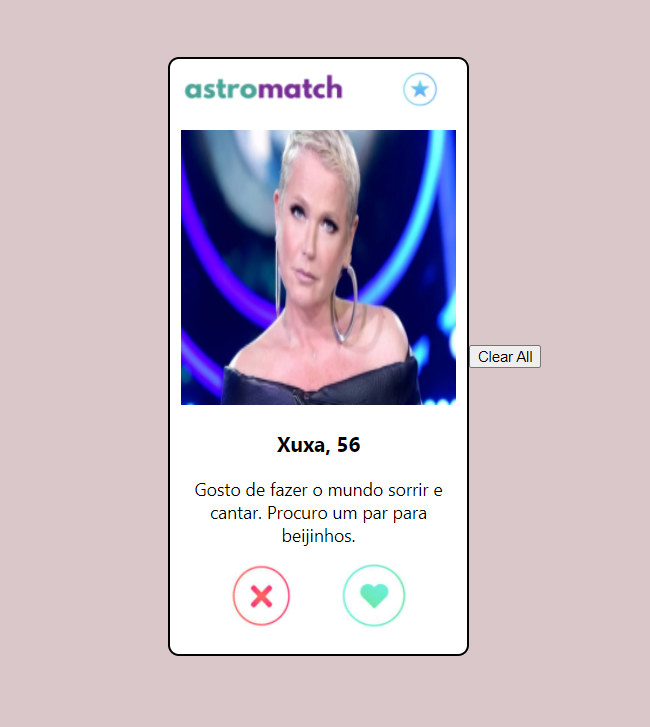 astromatch
Clear All
Xuxa, 56
Gosto de fazer o mundo sorrir e
cantar. Procuro um par para
beijinhos.